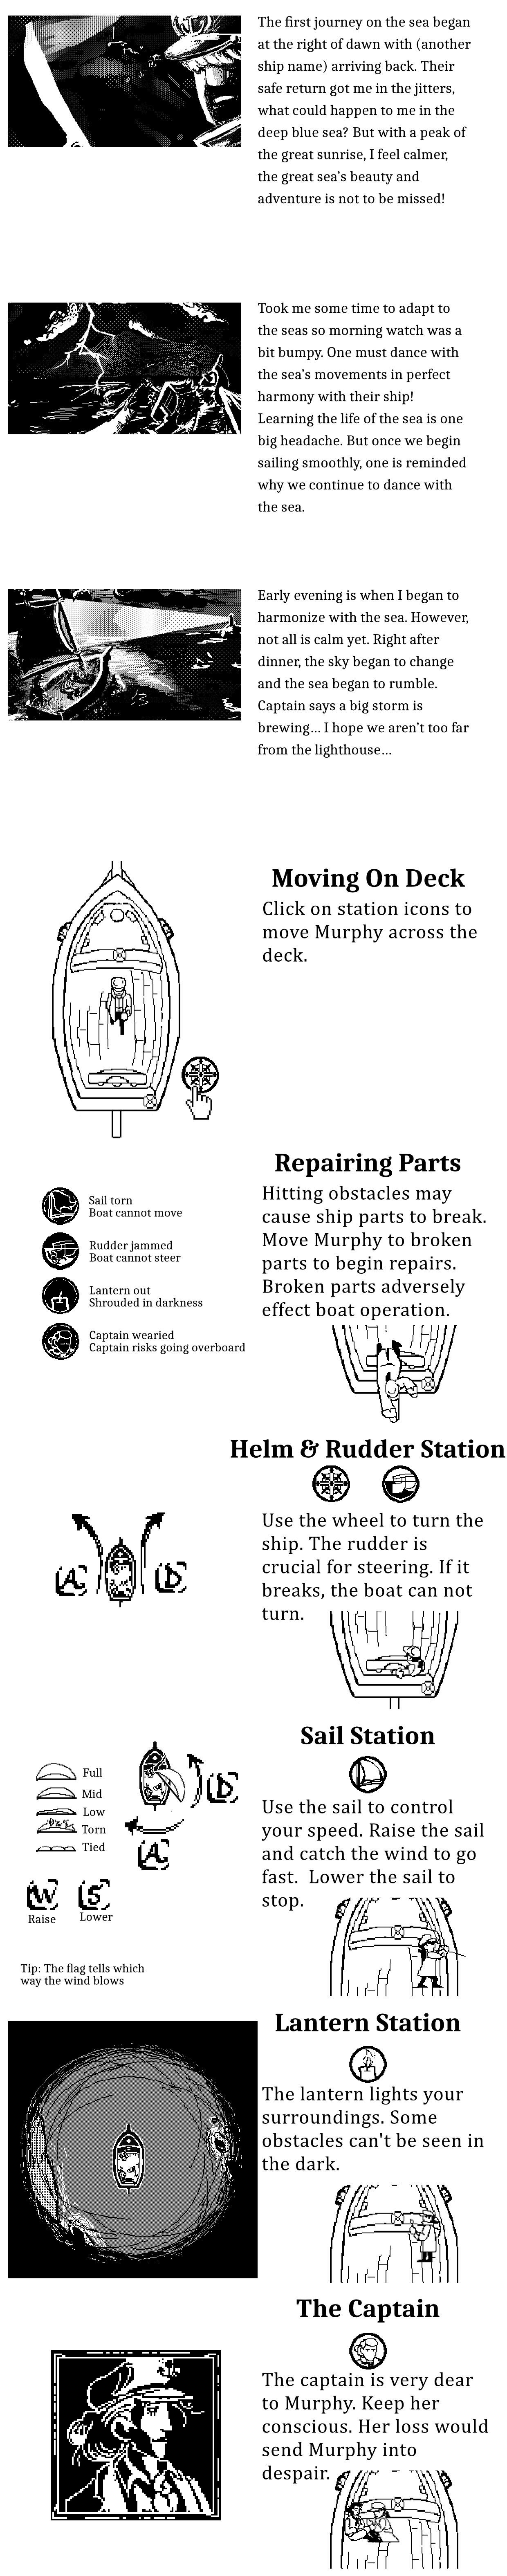 The first journey on the sea began
at the right of dawn with (another
ship name) arriving back. Their
safe return got me in the jitters,
what could happen to me in the
deep blue sea? But with a peak of
the great sunrise, I feel calmer,
the great sea's beauty and
adventure is not to be missed!
Took me some time to adapt to
the seas so morning watch was a
bit bumpy. One must dance with
the sea's movements in perfect
harmony with their ship!
Learning the life of the sea is one
big headache. But once we begin
sailing smoothly, one is reminded
why we continue to dance with
the sea.
Early evening is when I began to
harmonize with the sea. However,
not all is calm yet. Right after
dinner, the sky began to change
and the sea began to rumble.
Captain says a big storm is
brewing... I hope we aren't too far
from the lighthouse...
Moving On Deck
Click on station icons to
move Murphy across the
deck.
Repairing Parts
Hitting obstacles may
cause ship parts to break.
Move Murphy to broken
parts to begin repairs.
Broken parts adversely
effect boat operation.
Sail torn
Boat cannot move
Rudder jammed
Boat cannot steer
Lantern out
Shrouded in darkness
Captain wearied
Captain risks going overboard
Helm & Rudder Station
Use the wheel to turn the
ship. The rudder is
crucial for steering. If it
breaks, the boat can not
turn.
A
D
Sail Station
Use the sail to control
your speed. Raise the sail
and catch the wind to go
fast.  Lower the sail to
stop.
Full
Mid
Low
Torn
Tied
D
A
W
S
Raise
Lower
Tip: The flag tells which
way the wind blows
Lantern Station
The lantern lights your
surroundings. Some
obstacles can't be seen in
the dark.
The Captain
The captain is very dear
to Murphy. Keep her
conscious. Her loss would
send Murphy into
despair.